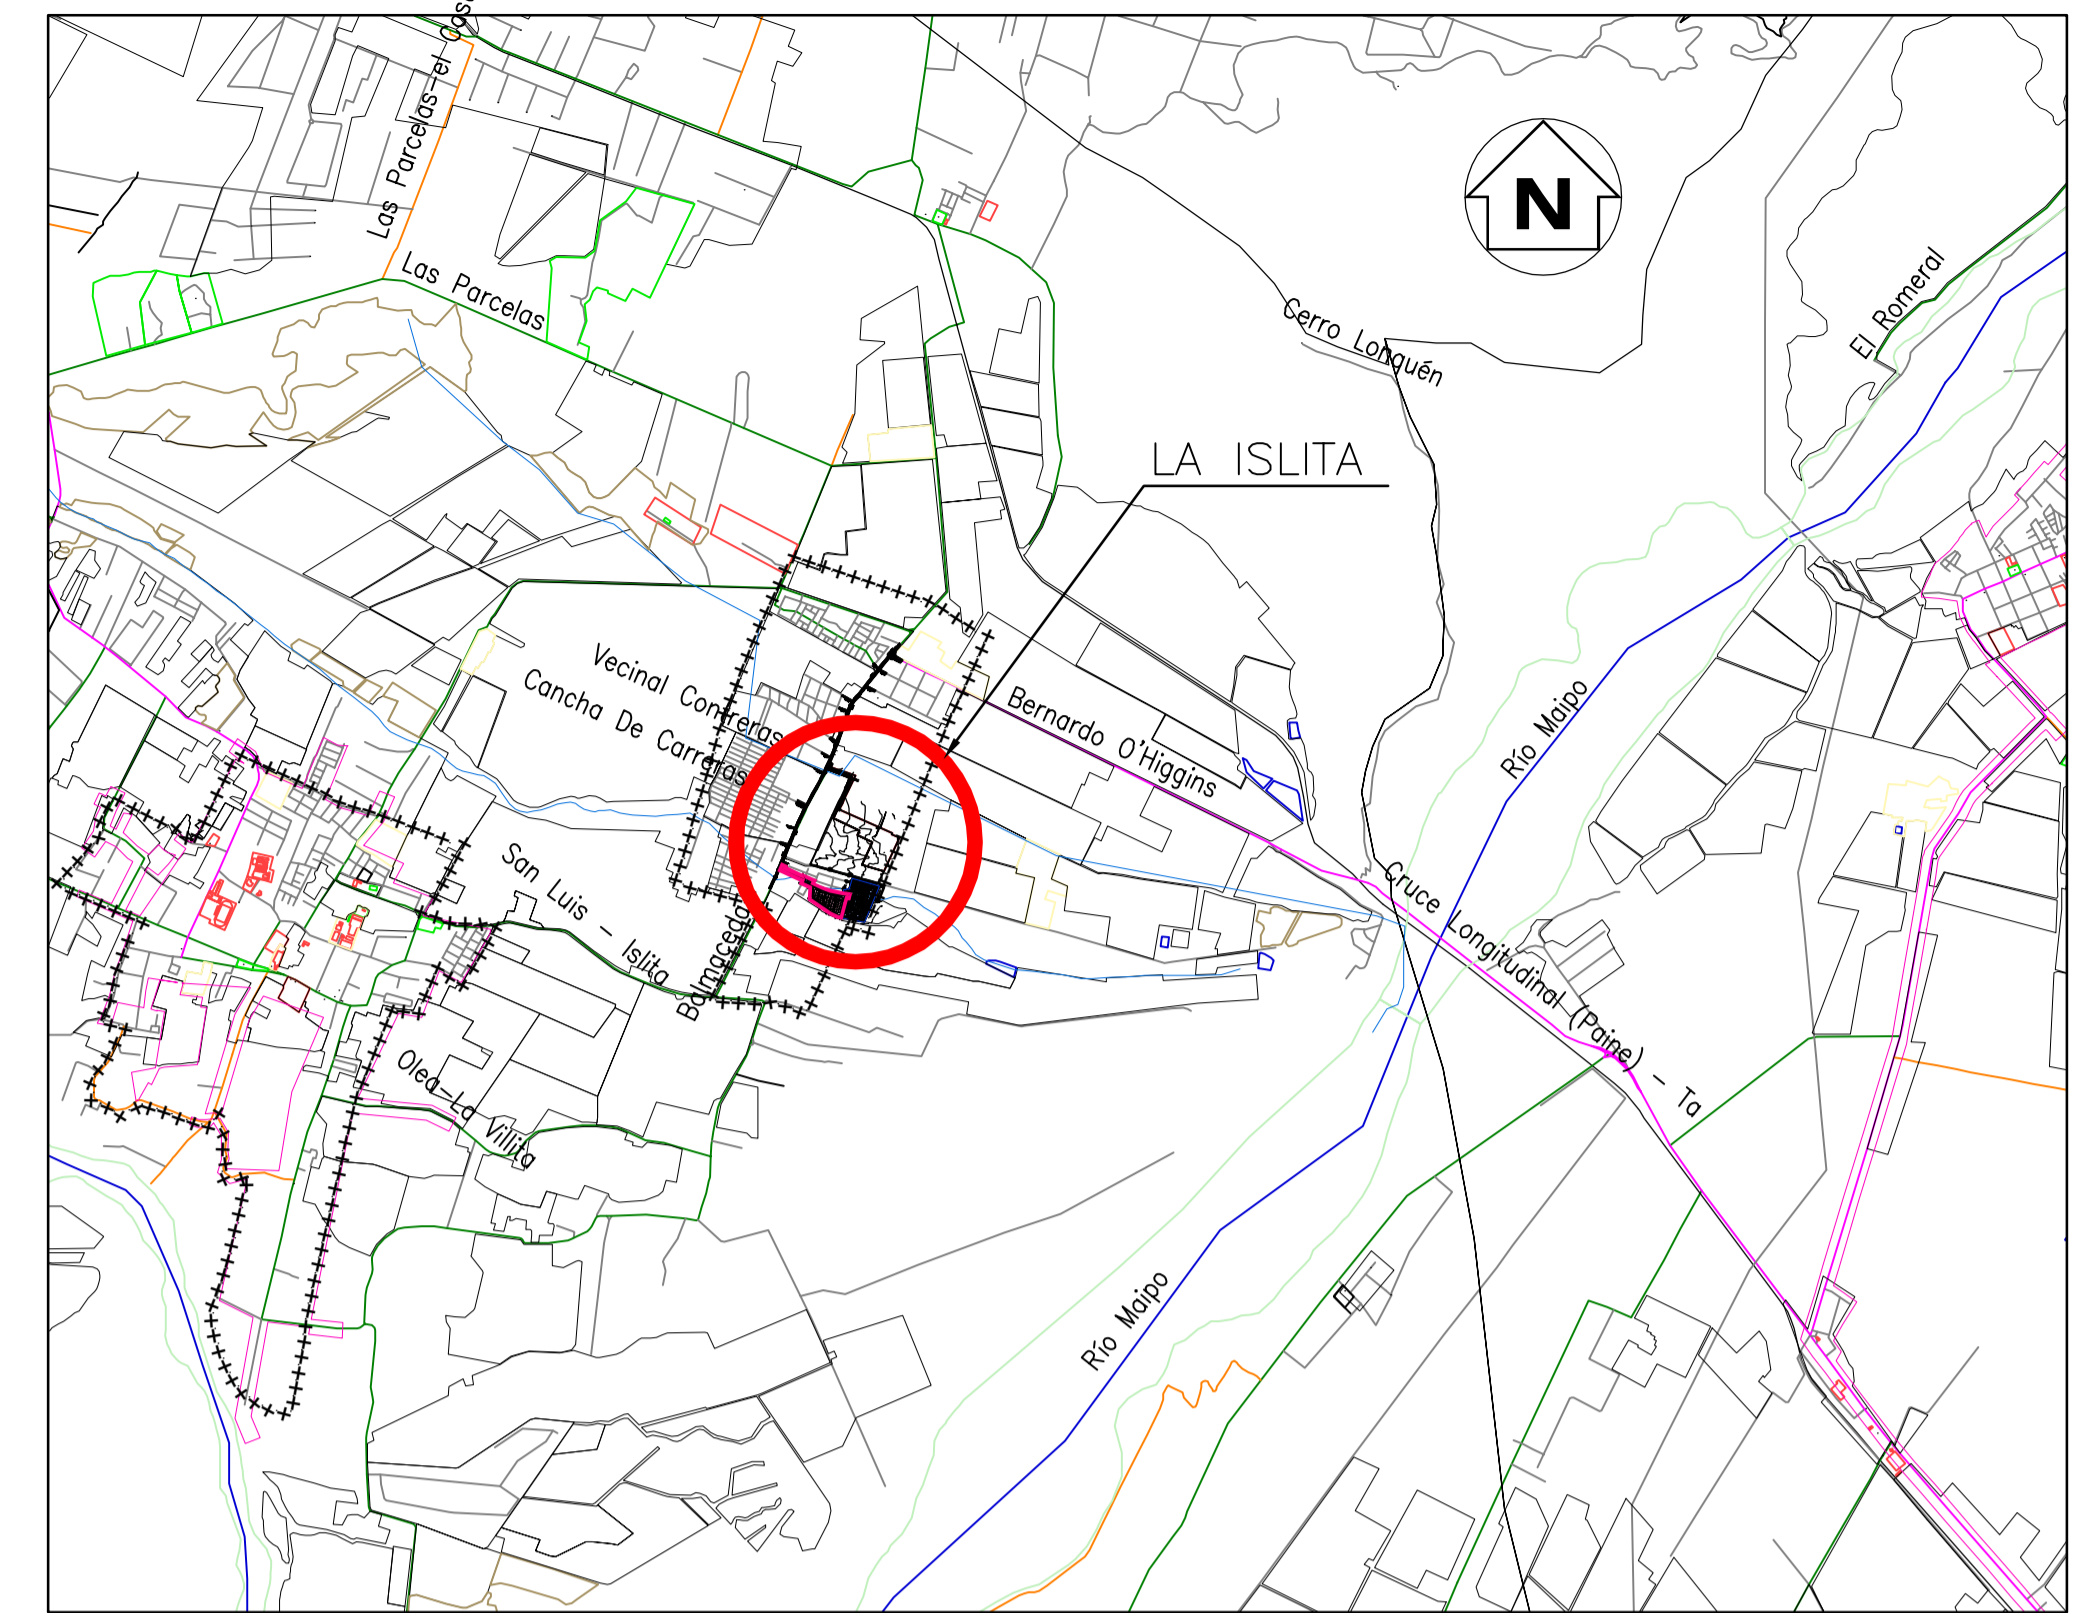 Las Parcelas-el
N
Las Parcelas
El Romeral
Cerro Lonquén
LA ISLITA
Vecinal Contreras
Cancha De Carreras
Bernardo O'Higgins
Río Maipo
San Luis - Islita
Balmaceda
Cruce Longitudinal (Paine) - Ta
Olea-La Villita
Río Maipo